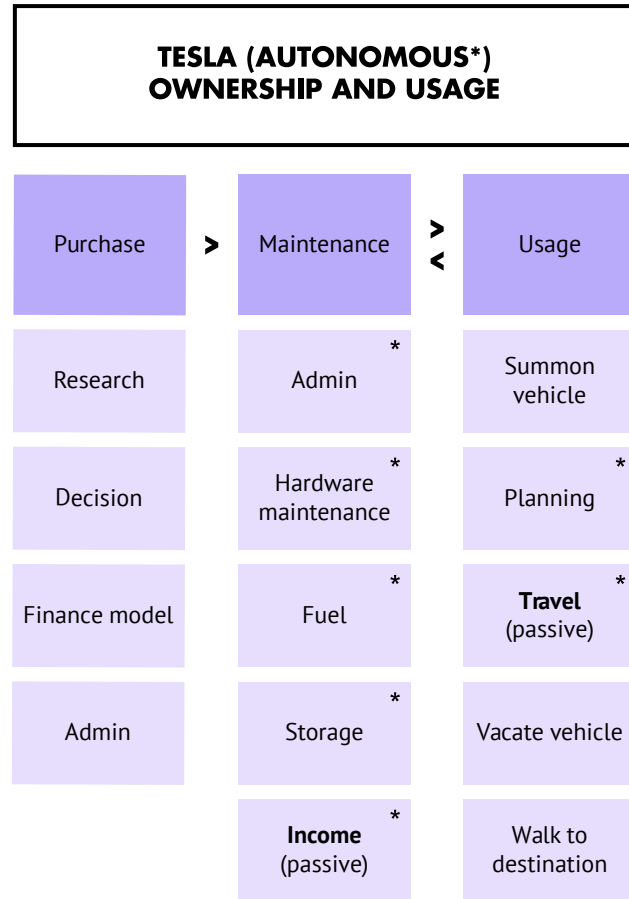 TESLA (AUTONOMOUS*)
OWNERSHIP AND USAGE
Purchase
>
Maintenance
>
<
Usage
Research
Admin
*
Summon
vehicle
Decision
Hardware
maintenance
*
Planning
*
Finance model
Fuel
*
Travel
(passive)
*
Admin
Storage
*
Vacate vehicle
Income
(passive)
*
Walk to
destination